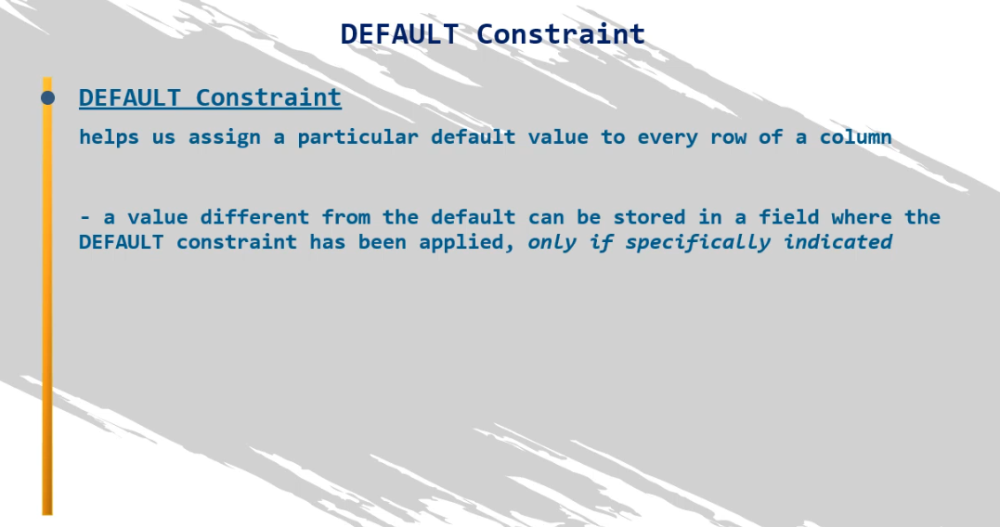 DEFAULT Constraint
DEFAULT Constraint
helps us assign a particular default value to every row of a column
- a value different from the default can be stored in a field where the
DEFAULT constraint has been applied, only if specifically indicated